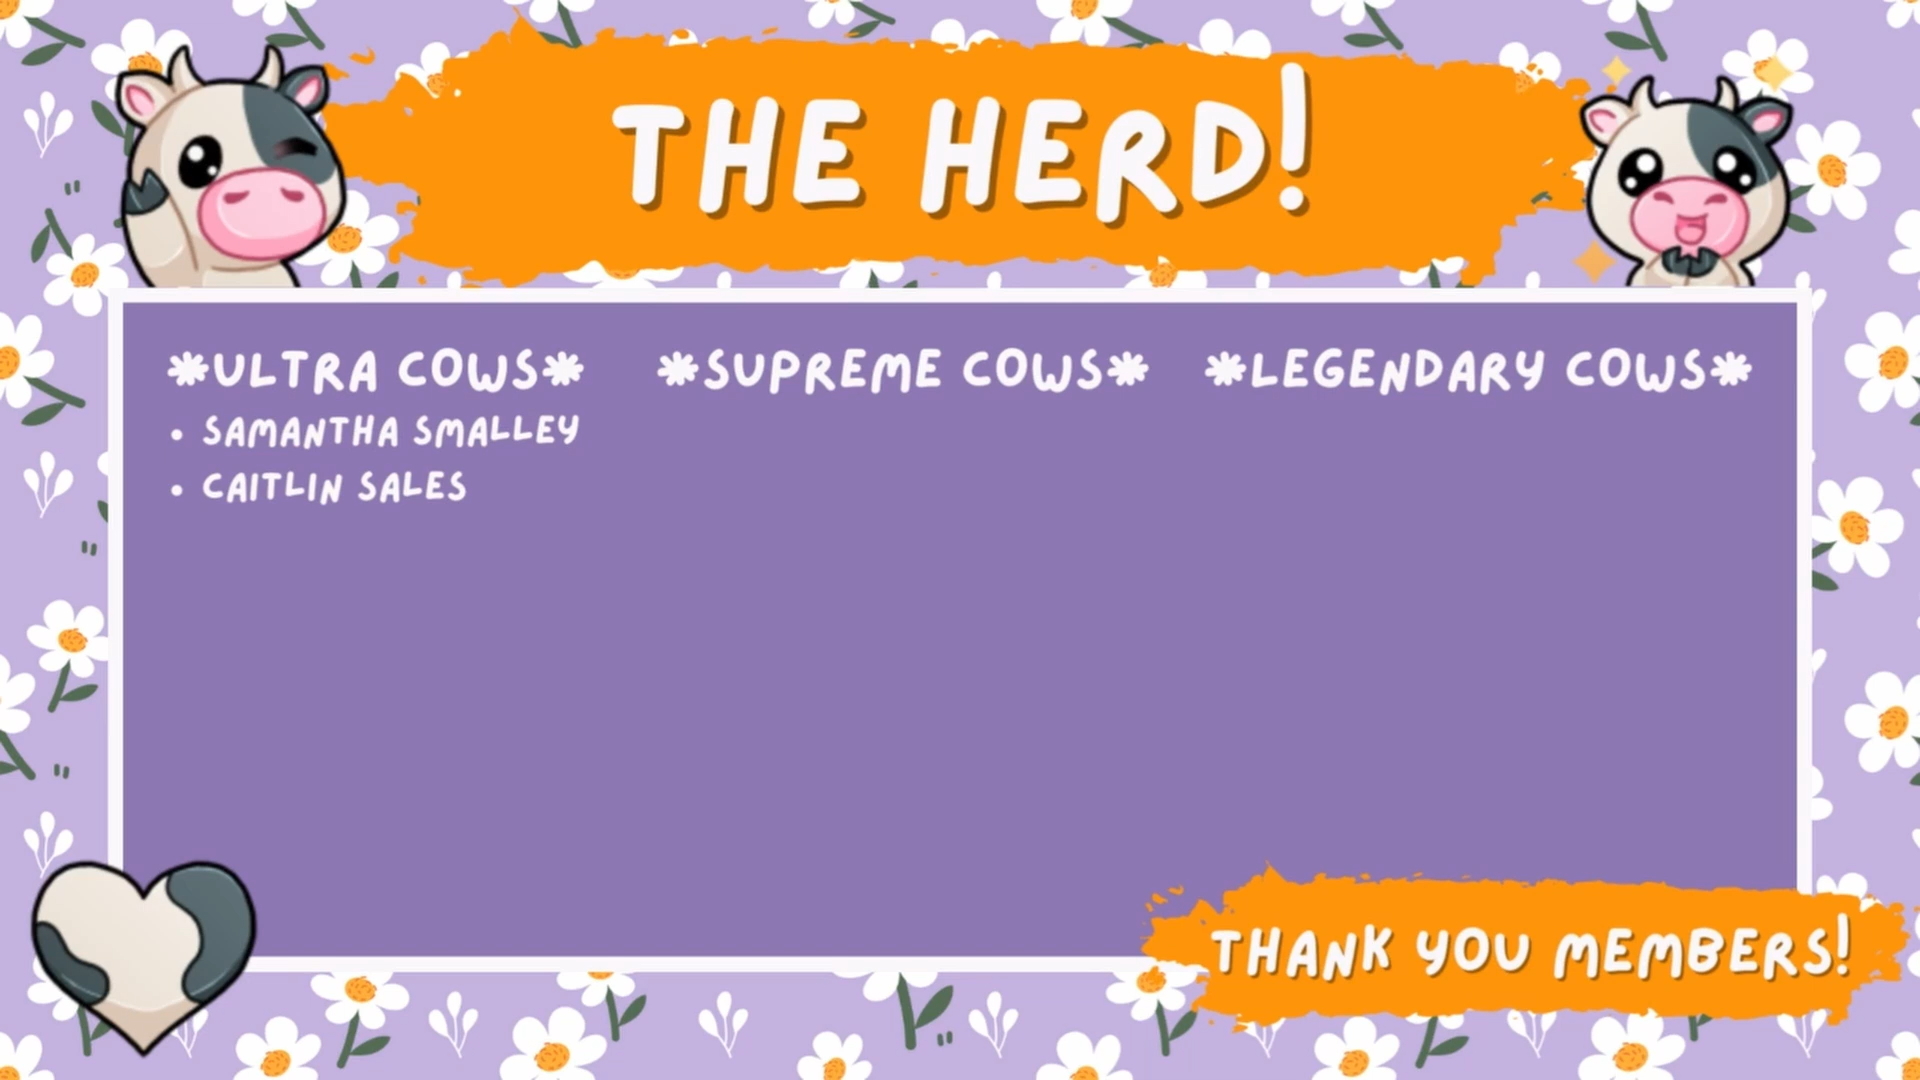 THE HERD!
*ULTRA COWS*
• SAMANTHA SMALLEY
• CAITLIN SALES
*SUPREME COWS*
*LEGENDARY COWS*
THANK YOU MEMBERS!